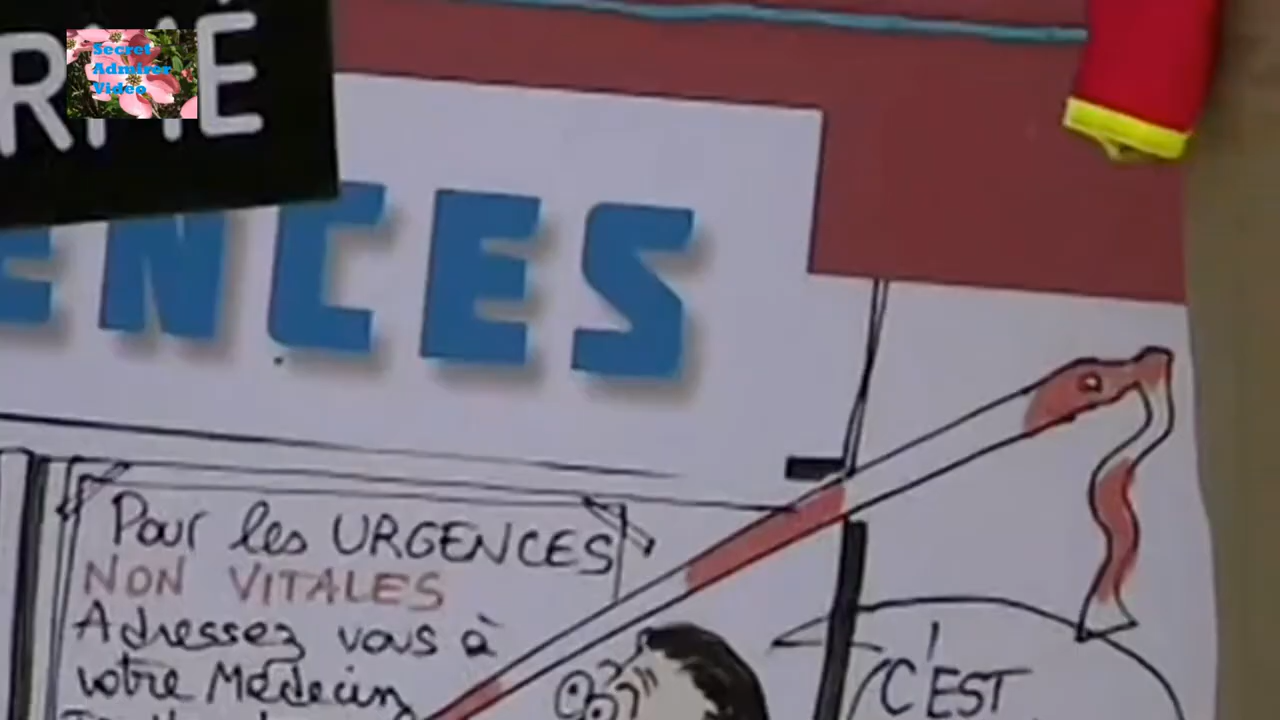 RMÉ
Secret
Admirer
Video
ENCES
Pour les URGENCES
NON VITALES
Adressez vous à
votre Médecin
C'EST